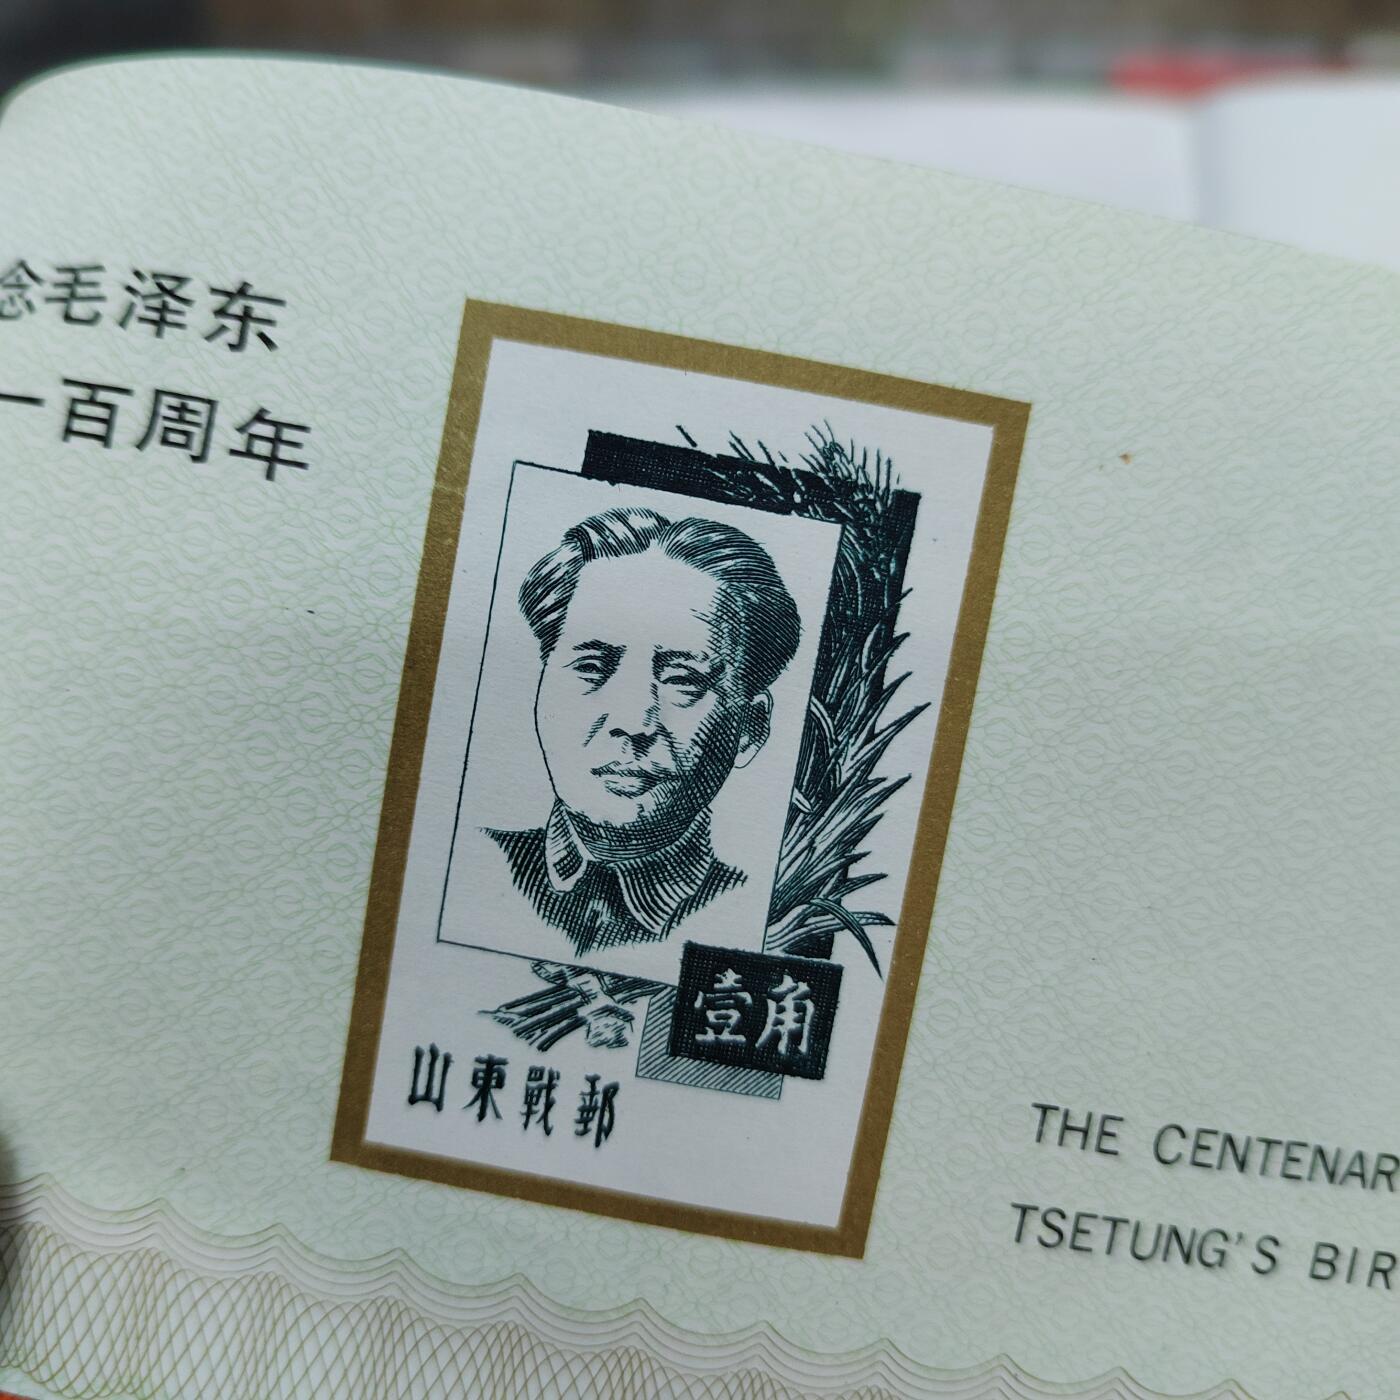 念毛泽东
一百周年
壹角
山東戰郵
THE CENTENAR
TSETUNG'S BIR